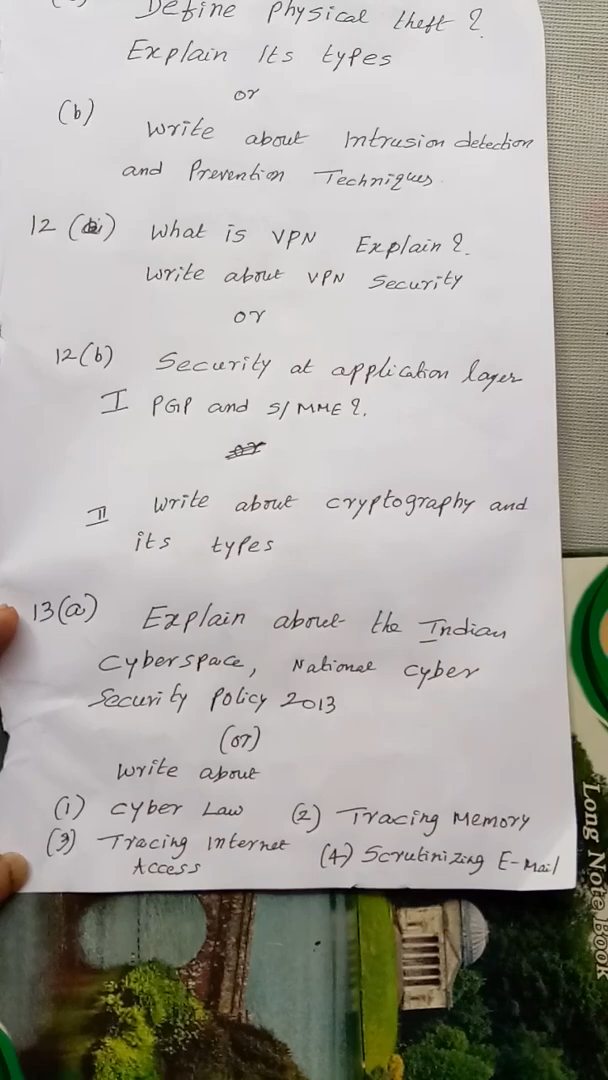 Define Physical theft ?
Explain Its types
or
(b) Write about Intrusion detection
and Prevention Techniques.
12 (i) What is VPN Explain ?.
Write about VPN Security
or
12(b) Security at application layer
I PGP and S/MME ?.
II Write about cryptography and
its types
13(a) Explain about the Indian
Cyberspace, National cyber
Security Policy 2013
(or)
Write about
(1) Cyber Law (2) Tracing Memory
(3) Tracing Internet Access (4) Scrutinizing E-Mail
Long Note Book